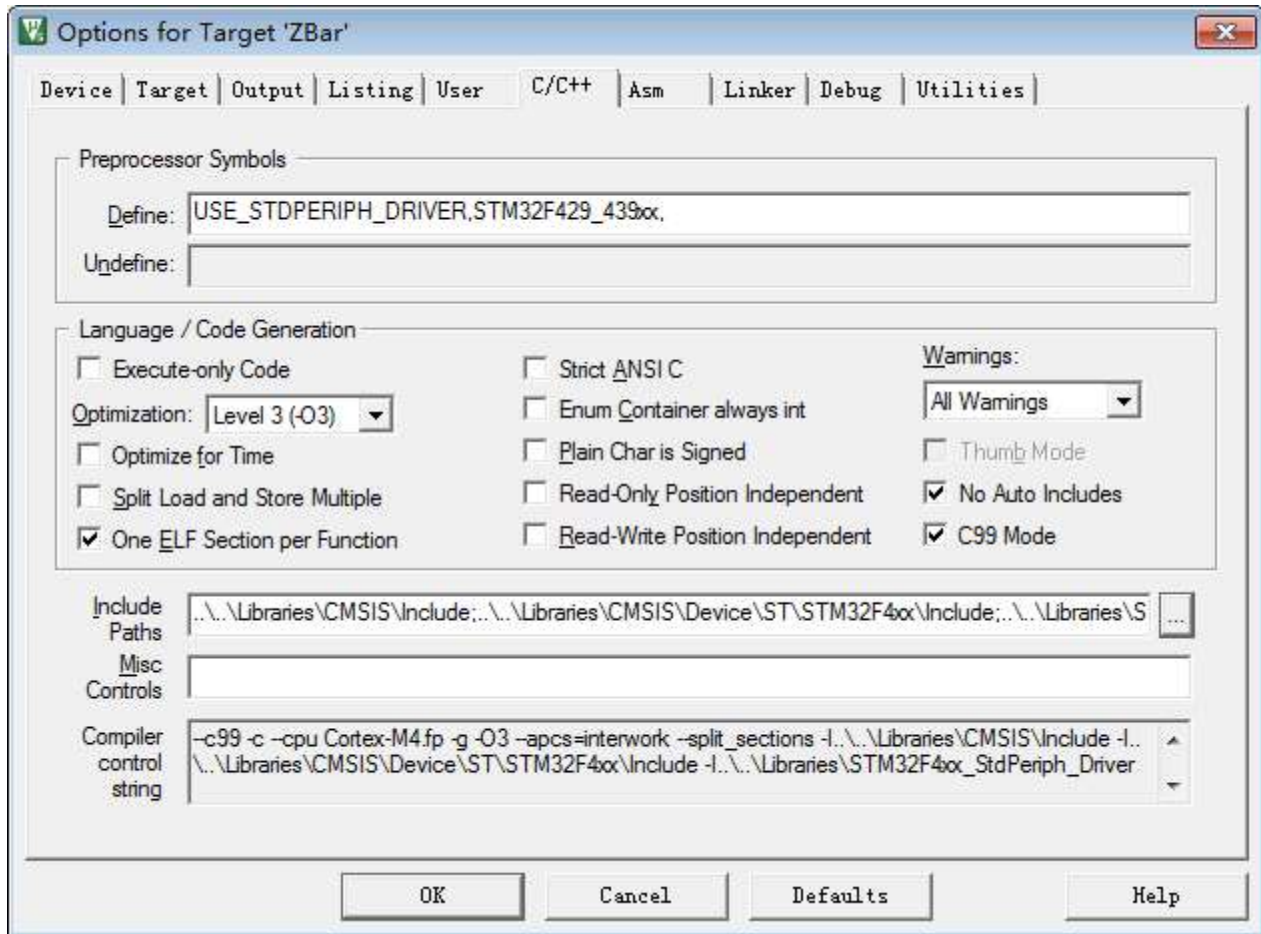 Options for Target 'ZBar'
Device Target Output Listing User C/C++ Asm Linker Debug Utilities
Preprocessor Symbols
Define: USE_STDPERIPH_DRIVER,STM32F429_439xx,
Undefine:
Language / Code Generation
Execute-only Code
Optimization: Level 3 (-O3)
Optimize for Time
Split Load and Store Multiple
One ELF Section per Function
Strict ANSI C
Enum Container always int
Plain Char is Signed
Read-Only Position Independent
Read-Write Position Independent
Warnings:
All Warnings
Thumb Mode
No Auto Includes
C99 Mode
Include
Paths
..\..\Libraries\CMSIS\Include;..\..\Libraries\CMSIS\Device\ST\STM32F4xx\Include;..\..\Libraries\S
...
Misc
Controls
Compiler
control
string
--c99 -c --cpu Cortex-M4.fp -g -O3 --apcs=interwork --split_sections -I..\..\Libraries\CMSIS\Include -I..
\..\Libraries\CMSIS\Device\ST\STM32F4xx\Include -I..\..\Libraries\STM32F4xx_StdPeriph_Driver
OK Cancel Defaults Help